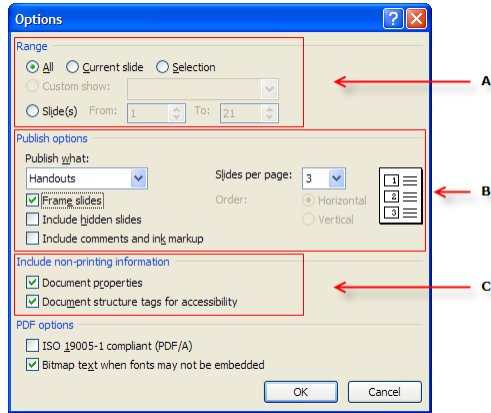 Options
Range
All Current slide Selection
Custom show:
Slide(s) From: 1 To: 21
A
Publish options
Publish what:
Handouts Slides per page: 3
Frame slides Order: Horizontal
Include hidden slides Vertical
Include comments and ink markup
1
2
3
B
Include non-printing information
Document properties
Document structure tags for accessibility
C
PDF options
ISO 19005-1 compliant (PDF/A)
Bitmap text when fonts may not be embedded
OK Cancel